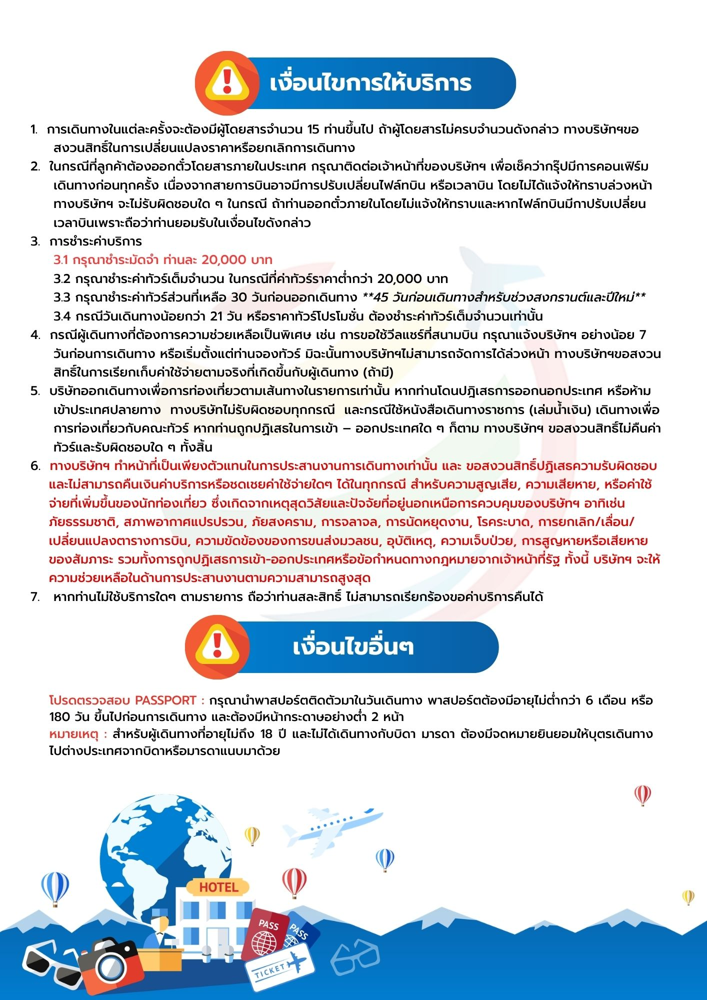 เงื่อนไขการให้บริการ
1. การเดินทางในแต่ละครั้งจะต้องมีผู้โดยสารจำนวน 15 ท่านขึ้นไป ถ้าผู้โดยสารไม่ครบจำนวนดังกล่าว ทางบริษัทฯขอ
สงวนสิทธิ์ในการเปลี่ยนแปลงราคาหรือยกเลิกการเดินทาง
2. ในกรณีที่ลูกค้าต้องออกตั๋วโดยสารภายในประเทศ กรุณาติดต่อเจ้าหน้าที่ของบริษัทฯ เพื่อเช็คว่ากรุ๊ปมีการคอนเฟิร์ม
เดินทางก่อนทุกครั้ง เนื่องจากสายการบินอาจมีการปรับเปลี่ยนไฟล์ทบิน หรือเวลาบิน โดยไม่ได้แจ้งให้ทราบล่วงหน้า
ทางบริษัทฯ จะไม่รับผิดชอบใด ๆ ในกรณี ถ้าท่านออกตั๋วภายในโดยไม่แจ้งให้ทราบและหากไฟล์ทบินมีกาปรับเปลี่ยน
เวลาบินเพราะถือว่าท่านยอมรับในเงื่อนไขดังกล่าว
3. การชำระค่าบริการ
3.1 กรุณาชำระมัดจำ ท่านละ 20,000 บาท
3.2 กรุณาชำระค่าทัวร์เต็มจำนวน ในกรณีที่ค่าทัวร์ราคาต่ำกว่า 20,000 บาท
3.3 กรุณาชำระค่าทัวร์ส่วนที่เหลือ 30 วันก่อนออกเดินทาง **45 วันก่อนเดินทางสำหรับช่วงสงกรานต์และปีใหม่**
3.4 กรณีวันเดินทางน้อยกว่า 21 วัน หรือราคาทัวร์โปรโมชั่น ต้องชำระค่าทัวร์เต็มจำนวนเท่านั้น
4. กรณีผู้เดินทางที่ต้องการความช่วยเหลือเป็นพิเศษ เช่น การขอใช้วีลแชร์ที่สนามบิน กรุณาแจ้งบริษัทฯ อย่างน้อย 7
วันก่อนการเดินทาง หรือเริ่มตั้งแต่ท่านจองทัวร์ มิฉะนั้นทางบริษัทฯไม่สามารถจัดการได้ล่วงหน้า ทางบริษัทฯขอสงวน
สิทธิ์ในการเรียกเก็บค่าใช้จ่ายตามจริงที่เกิดขึ้นกับผู้เดินทาง (ถ้ามี)
5. บริษัทออกเดินทางเพื่อการท่องเที่ยวตามเส้นทางในรายการเท่านั้น หากท่านโดนปฎิเสธการออกนอกประเทศ หรือห้าม
เข้าประเทศปลายทาง ทางบริษัทไม่รับผิดชอบทุกกรณี และกรณีใช้หนังสือเดินทางราชการ (เล่มน้ำเงิน) เดินทางเพื่อ
การท่องเที่ยวกับคณะทัวร์ หากท่านถูกปฏิเสธในการเข้า – ออกประเทศใด ๆ ก็ตาม ทางบริษัทฯ ขอสงวนสิทธิ์ไม่คืนค่า
ทัวร์และรับผิดชอบใด ๆ ทั้งสิ้น
6. ทางบริษัทฯ ทำหน้าที่เป็นเพียงตัวแทนในการประสานงานการเดินทางเท่านั้น และ ขอสงวนสิทธิ์ปฏิเสธความรับผิดชอบ
และไม่สามารถคืนเงินค่าบริการหรือชดเชยค่าใช้จ่ายใดๆ ได้ในทุกกรณี สำหรับความสูญเสีย, ความเสียหาย, หรือค่าใช้
จ่ายที่เพิ่มขึ้นของนักท่องเที่ยว ซึ่งเกิดจากเหตุสุดวิสัยและปัจจัยที่อยู่นอกเหนือการควบคุมของบริษัทฯ อาทิเช่น
ภัยธรรมชาติ, สภาพอากาศแปรปรวน, ภัยสงคราม, การจลาจล, การนัดหยุดงาน, โรคระบาด, การยกเลิก/เลื่อน/
เปลี่ยนแปลงตารางการบิน, ความขัดข้องของการขนส่งมวลชน, อุบัติเหตุ, ความเจ็บป่วย, การสูญหายหรือเสียหาย
ของสัมภาระ รวมทั้งการถูกปฏิเสธการเข้า-ออกประเทศหรือข้อกำหนดทางกฎหมายจากเจ้าหน้าที่รัฐ ทั้งนี้ บริษัทฯ จะให้
ความช่วยเหลือในด้านการประสานงานตามความสามารถสูงสุด
7. หากท่านไม่ใช้บริการใดๆ ตามรายการ ถือว่าท่านสละสิทธิ์ ไม่สามารถเรียกร้องขอค่าบริการคืนได้
เงื่อนไขอื่นๆ
โปรดตรวจสอบ PASSPORT : กรุณานำพาสปอร์ตติดตัวมาในวันเดินทาง พาสปอร์ตต้องมีอายุไม่ต่ำกว่า 6 เดือน หรือ
180 วัน ขึ้นไปก่อนการเดินทาง และต้องมีหน้ากระดาษอย่างต่ำ 2 หน้า
หมายเหตุ : สำหรับผู้เดินทางที่อายุไม่ถึง 18 ปี และไม่ได้เดินทางกับบิดา มารดา ต้องมีจดหมายยินยอมให้บุตรเดินทาง
ไปต่างประเทศจากบิดาหรือมารดาแนบมาด้วย
HOTEL
PASS
PASS
TICKET